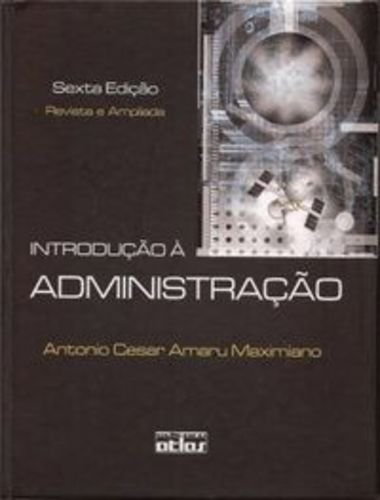 Sexta Edição
Revista e Ampliada
INTRODUÇÃO À
ADMINISTRAÇÃO
Antonio Cesar Amaru Maximiano
atlas